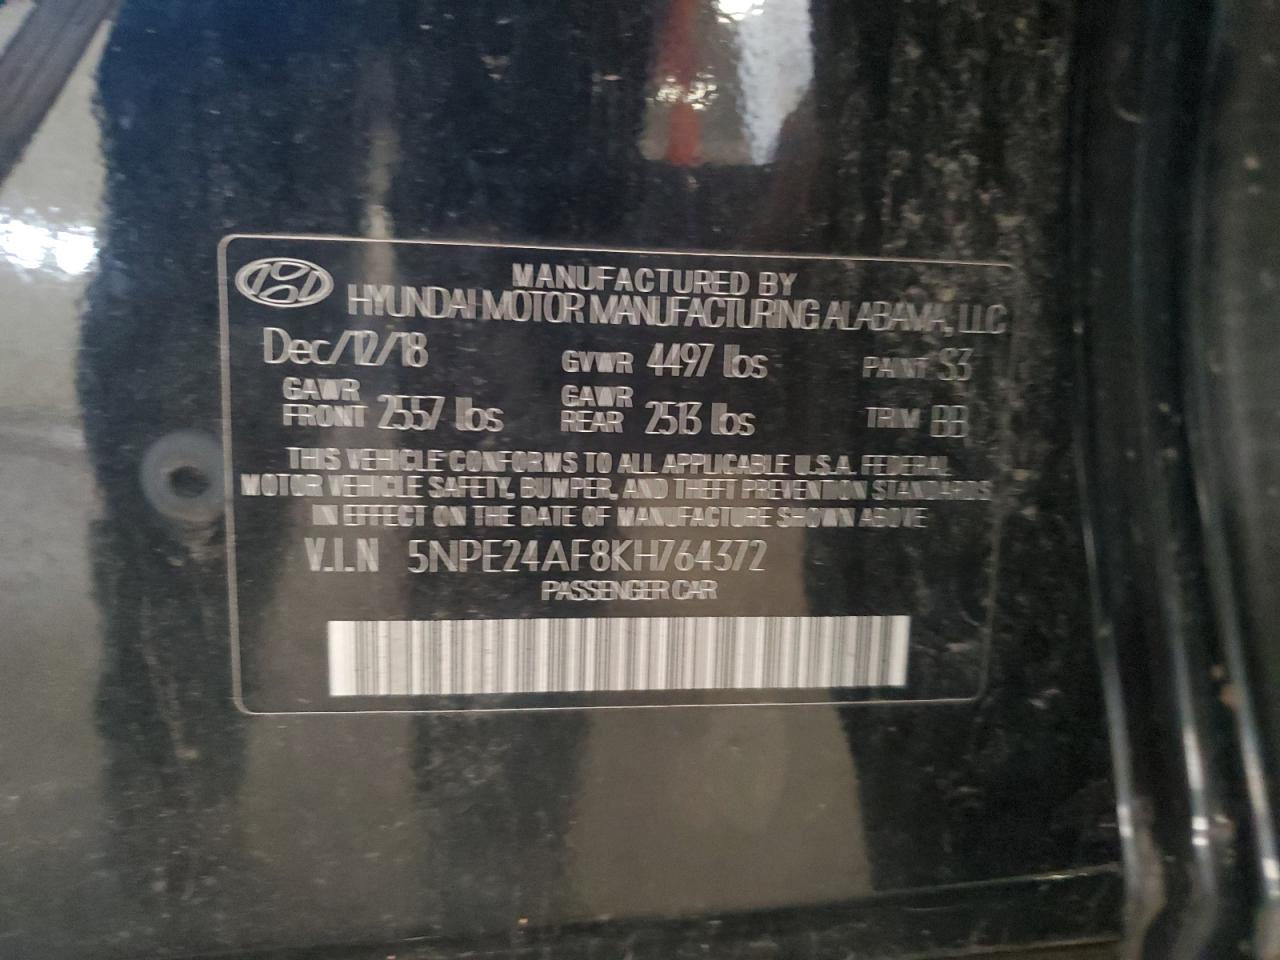 MANUFACTURED BY
HYUNDAI MOTOR MANUFACTURING ALABAMA, LLC
Dec/12/18 GVWR 4497 lbs PAINT S3
GAWR FRONT 2557 lbs GAWR REAR 2513 lbs TRIM BB
THIS VEHICLE CONFORMS TO ALL APPLICABLE U.S.A. FEDERAL
MOTOR VEHICLE SAFETY, BUMPER, AND THEFT PREVENTION STANDARDS
IN EFFECT ON THE DATE OF MANUFACTURE SHOWN ABOVE
V.I.N 5NPE24AF8KH764372
PASSENGER CAR